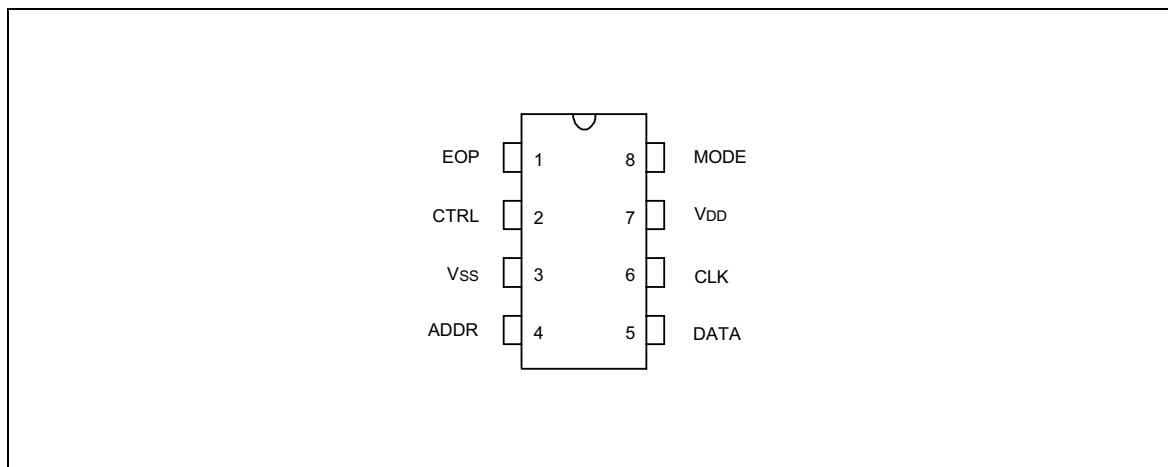 EOP 1 8 MODE
CTRL 2 7 VDD
VSS 3 6 CLK
ADDR 4 5 DATA